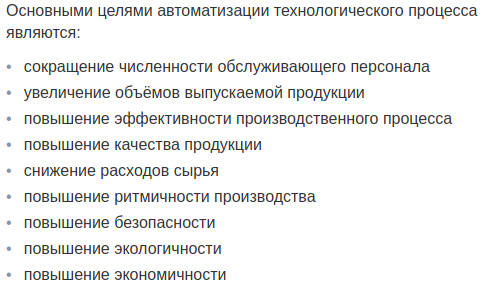 Основными целями автоматизации технологического процесса
являются:
• сокращение численности обслуживающего персонала
• увеличение объёмов выпускаемой продукции
• повышение эффективности производственного процесса
• повышение качества продукции
• снижение расходов сырья
• повышение ритмичности производства
• повышение безопасности
• повышение экологичности
• повышение экономичности